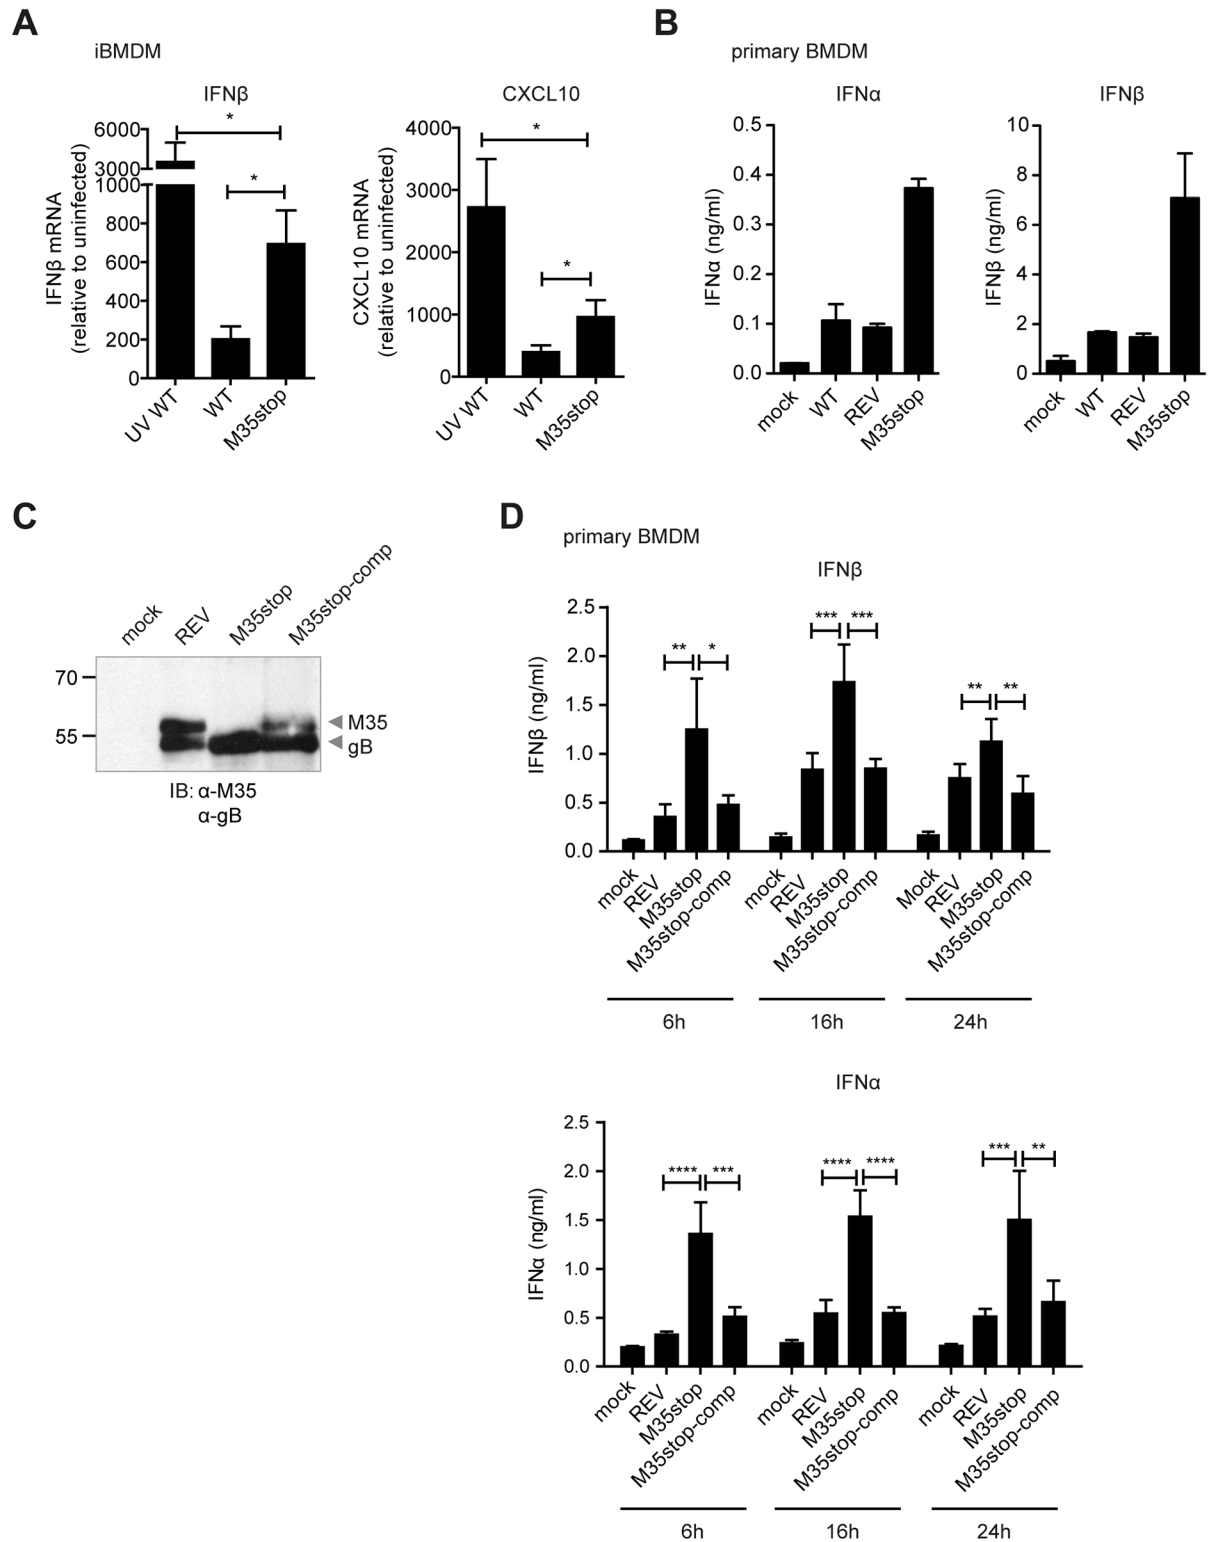 A
iBMDM
IFNβ
IFNβ mRNA
(relative to uninfected)
6000
3000
1000
800
600
400
200
0
*
*
UV WT
WT
M35stop
CXCL10
CXCL10 mRNA
(relative to uninfected)
4000
3000
2000
1000
0
*
*
UV WT
WT
M35stop
B
primary BMDM
IFNα
IFNα (ng/ml)
0.5
0.4
0.3
0.2
0.1
0.0
mock
WT
REV
M35stop
IFNβ
IFNβ (ng/ml)
10
8
6
4
2
0
mock
WT
REV
M35stop
C
mock
REV
M35stop
M35stop-comp
70
55
M35
gB
IB: α-M35
α-gB
D
primary BMDM
IFNβ
IFNβ (ng/ml)
2.5
2.0
1.5
1.0
0.5
0.0
** *
*** ***
** **
mock
REV
M35stop
M35stop-comp
mock
REV
M35stop
M35stop-comp
Mock
REV
M35stop
M35stop-comp
6h
16h
24h
IFNα
IFNα (ng/ml)
2.5
2.0
1.5
1.0
0.5
0.0
**** ***
**** ****
*** **
mock
REV
M35stop
M35stop-comp
mock
REV
M35stop
M35stop-comp
mock
REV
M35stop
M35stop-comp
6h
16h
24h